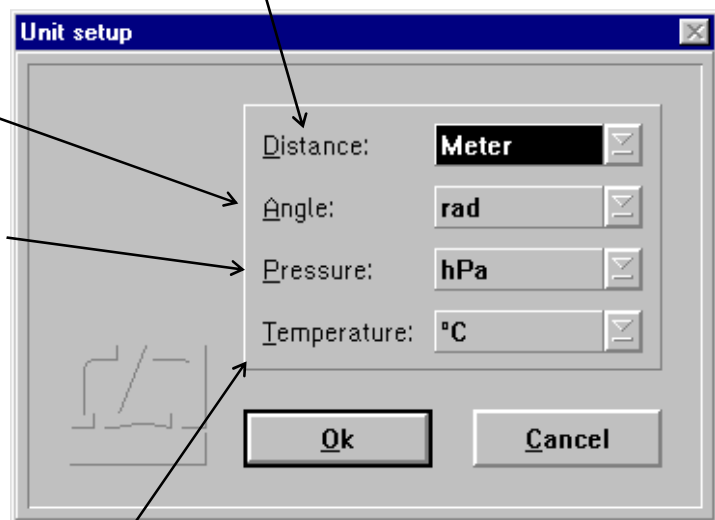 Unit setup
Distance: Meter
Angle: rad
Pressure: hPa
Temperature: °C
Ok Cancel